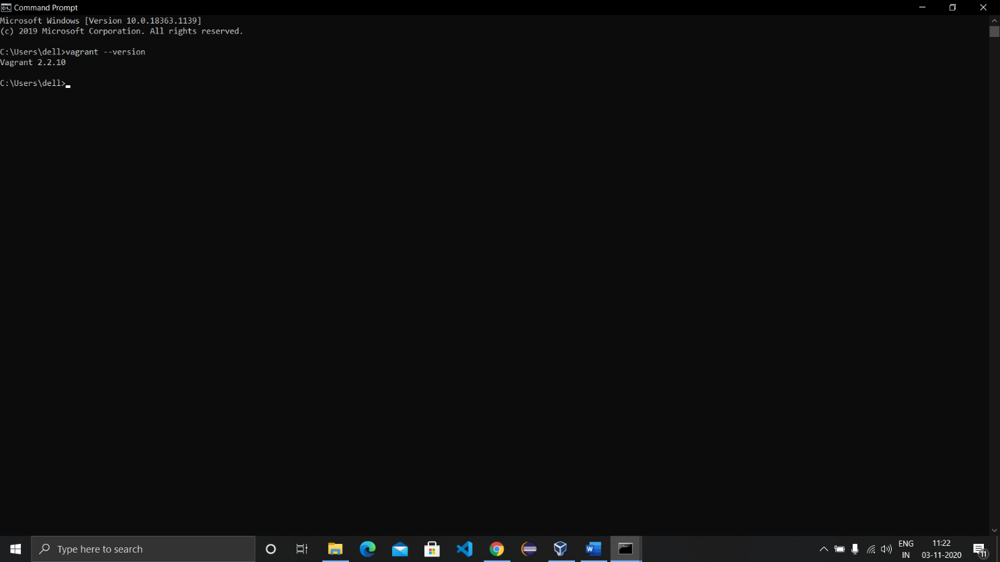 Command Prompt
Microsoft Windows [Version 10.0.18363.1139]
(c) 2019 Microsoft Corporation. All rights reserved.
C:\Users\dell>vagrant --version
Vagrant 2.2.10
C:\Users\dell>
Type here to search
ENG
IN
11:22
03-11-2020
11